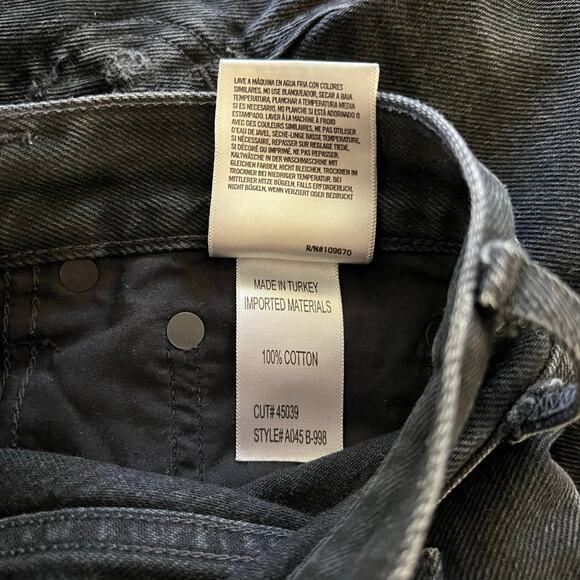 LAVE A MÁQUINA EN AGUA FRIA CON COLORES
SIMILARES, NO USE BLANQUEADOR, SECAR A BAJA
TEMPERATURA, PLANCHAR A TEMPERATURA MEDIA
SI ES NECESARIO, NO PLANCHAR SI ESTÁ ADORNADO O
ESTAMPADO. LAVER À LA MACHINE À FROID
AVEC DES COULEURS SIMILAIRES, NE PAS UTILISER
D'EAU DE JAVEL, SÈCHE-LINGE BASSE TEMPÉRATURE,
SI NÉCESSAIRE, REPASSER SUR REGLAGE TIEDE,
SI DÉCORÉ OU IMPRIMÉ, NE PAS REPASSER.
KALTWÄSCHE IN DER WASCHMASCHINE MIT
GLEICHEN FARBEN, NICHT BLEICHEN, TROCKNEN IM
TROCKNER BEI NIEDRIGER TEMPERATUR, BEI
MITTLERER HITZE BÜGELN, FALLS ERFORDERLICH,
NICHT BÜGELN, WENN VERZIERT ODER BEDRUCKT
R/N#109670
MADE IN TURKEY
IMPORTED MATERIALS
100% COTTON
CUT# 45039
STYLE# A045 B-998